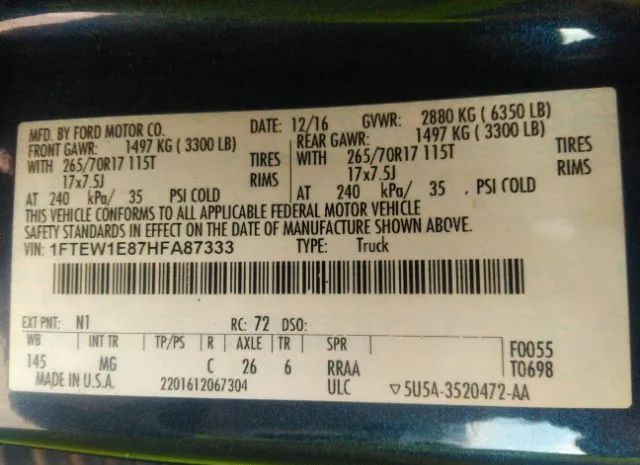 MFD. BY FORD MOTOR CO. DATE: 12/16 GVWR: 2880 KG ( 6350 LB)
FRONT GAWR: 1497 KG ( 3300 LB) REAR GAWR: 1497 KG ( 3300 LB)
WITH 265/70R17 115T TIRES WITH 265/70R17 115T TIRES
17x7.5J RIMS 17x7.5J RIMS
AT 240 kPa/ 35 PSI COLD AT 240 kPa/ 35 PSI COLD
THIS VEHICLE CONFORMS TO ALL APPLICABLE FEDERAL MOTOR VEHICLE
SAFETY STANDARDS IN EFFECT ON THE DATE OF MANUFACTURE SHOWN ABOVE.
VIN: 1FTEW1E87HFA87333 TYPE: Truck
EXT PNT: N1 RC: 72 DSO:
WB INT TR TP/PS R AXLE TR SPR F0055
145 MG C 26 6 RRAA T0698
MADE IN U.S.A. 2201612067304 ULC ▽5U5A-3520472-AA